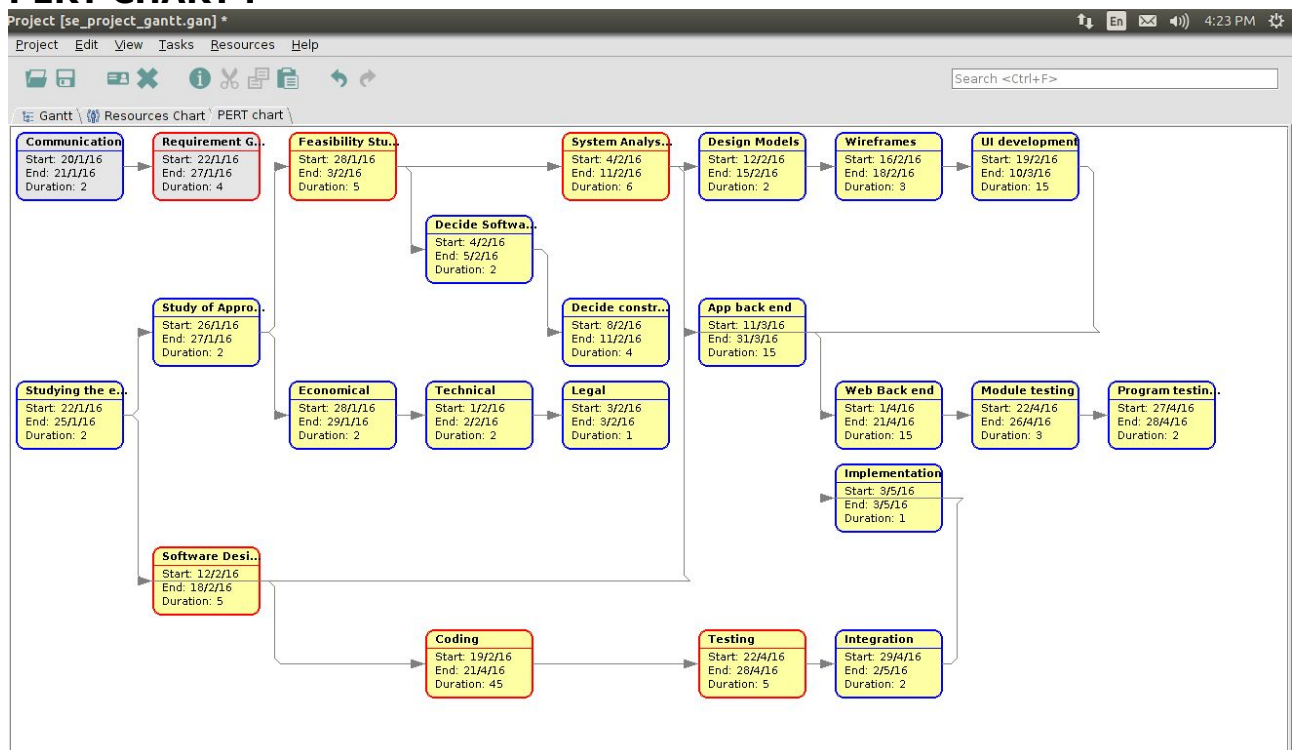 PERT CHART :
Project [se_project_gantt.gan] *
En
4:23 PM
Project Edit View Tasks Resources Help
Search <Ctrl+F>
Gantt
Resources Chart
PERT chart
Communication
Start: 20/1/16
End: 21/1/16
Duration: 2
Requirement G...
Start: 22/1/16
End: 27/1/16
Duration: 4
Feasibility Stu...
Start: 28/1/16
End: 3/2/16
Duration: 5
System Analys...
Start: 4/2/16
End: 11/2/16
Duration: 6
Design Models
Start: 12/2/16
End: 15/2/16
Duration: 2
Wireframes
Start: 16/2/16
End: 18/2/16
Duration: 3
UI development
Start: 19/2/16
End: 10/3/16
Duration: 15
Decide Softwa...
Start: 4/2/16
End: 5/2/16
Duration: 2
Study of Appro...
Start: 26/1/16
End: 27/1/16
Duration: 2
Decide constr...
Start: 8/2/16
End: 11/2/16
Duration: 4
App back end
Start: 11/3/16
End: 31/3/16
Duration: 15
Studying the e...
Start: 22/1/16
End: 25/1/16
Duration: 2
Economical
Start: 28/1/16
End: 29/1/16
Duration: 2
Technical
Start: 1/2/16
End: 2/2/16
Duration: 2
Legal
Start: 3/2/16
End: 3/2/16
Duration: 1
Web Back end
Start: 1/4/16
End: 21/4/16
Duration: 15
Module testing
Start: 22/4/16
End: 26/4/16
Duration: 3
Program testin...
Start: 27/4/16
End: 28/4/16
Duration: 2
Implementation
Start: 3/5/16
End: 3/5/16
Duration: 1
Software Desi...
Start: 12/2/16
End: 18/2/16
Duration: 5
Coding
Start: 19/2/16
End: 21/4/16
Duration: 45
Testing
Start: 22/4/16
End: 28/4/16
Duration: 5
Integration
Start: 29/4/16
End: 2/5/16
Duration: 2